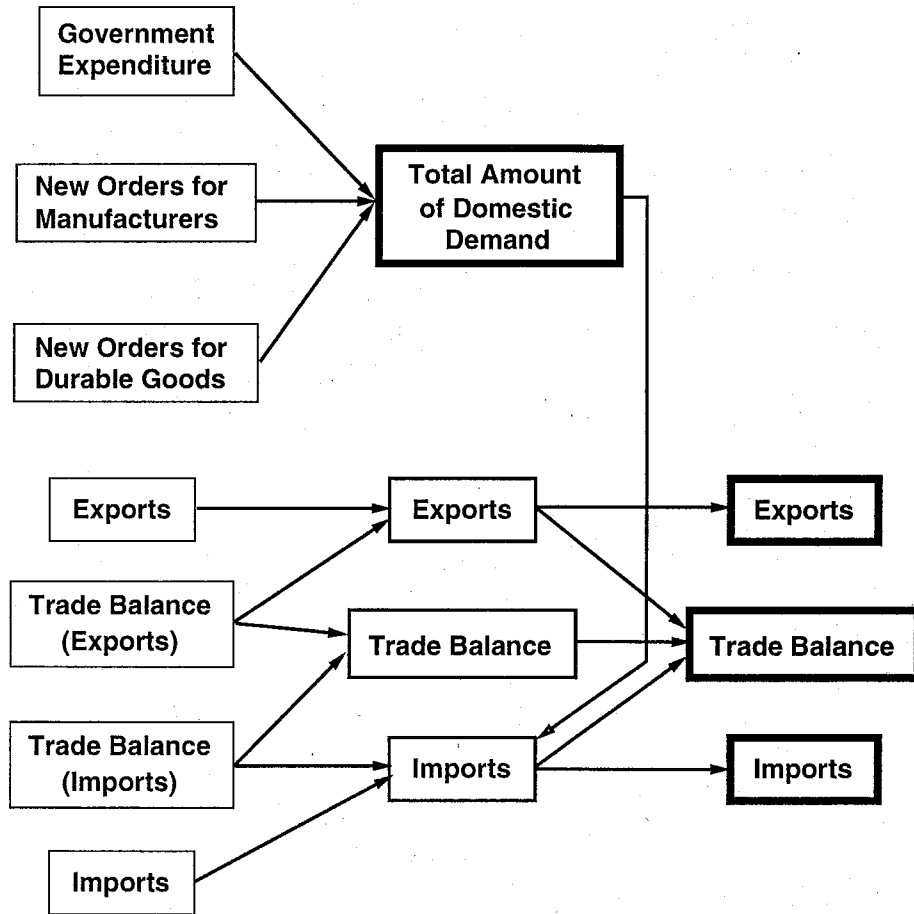 Government
Expenditure
New Orders for
Manufacturers
New Orders for
Durable Goods
Total Amount
of Domestic
Demand
Exports
Exports
Exports
Trade Balance
(Exports)
Trade Balance
Trade Balance
Trade Balance
(Imports)
Imports
Imports
Imports